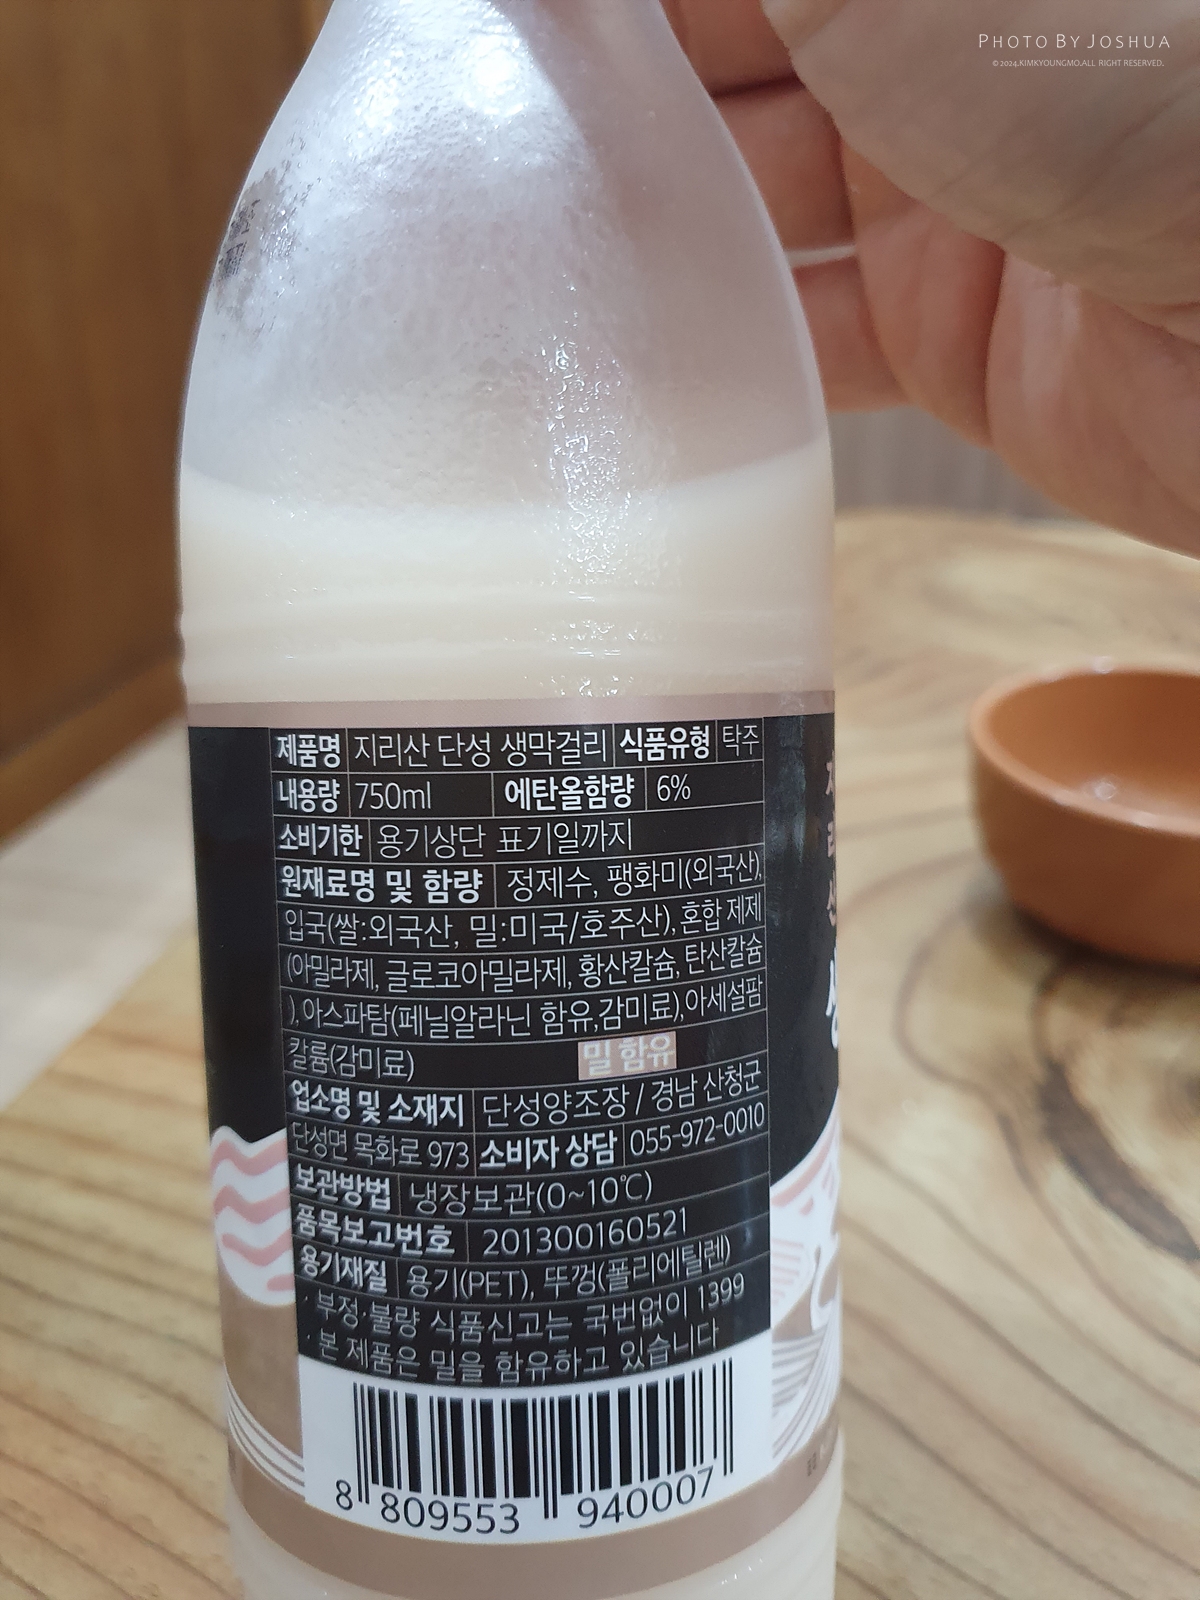 PHOTO BY JOSHUA
© 2024.KIMKYOUNGMO.ALL RIGHT RESERVED.
제품명 지리산 단성 생막걸리 식품유형 탁주
내용량 750ml 에탄올함량 6%
소비기한 용기상단 표기일까지
원재료명 및 함량 정제수, 팽화미(외국산),
입국(쌀:외국산, 밀:미국/호주산), 혼합 제제
(아밀라제, 글로코아밀라제, 황산칼슘, 탄산칼슘
), 아스파탐(페닐알라닌 함유,감미료),아세설팜
칼륨(감미료) 밀 함유
업소명 및 소재지 단성양조장 / 경남 산청군
단성면 목화로 973 소비자 상담 055-972-0010
보관방법 냉장보관(0~10℃)
품목보고번호 201300160521
용기재질 용기(PET), 뚜껑(폴리에틸렌)
· 부정·불량 식품신고는 국번없이 1399
· 본 제품은 밀을 함유하고 있습니다
8 809553 940007